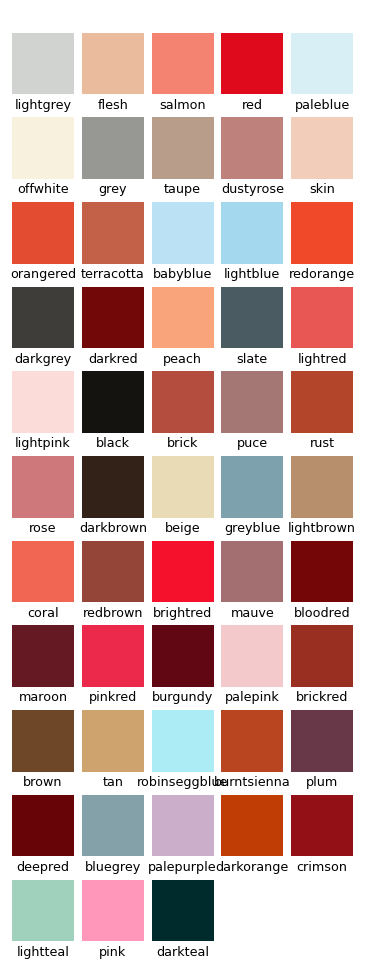 lightgrey flesh salmon red paleblue
offwhite grey taupe dustyrose skin
orangered terracotta babyblue lightblue redorange
darkgrey darkred peach slate lightred
lightpink black brick puce rust
rose darkbrown beige greyblue lightbrown
coral redbrown brightred mauve bloodred
maroon pinkred burgundy palepink brickred
brown tan robinseggblue burntsienna plum
deepred bluegrey palepurple darkorange crimson
lightteal pink darkteal